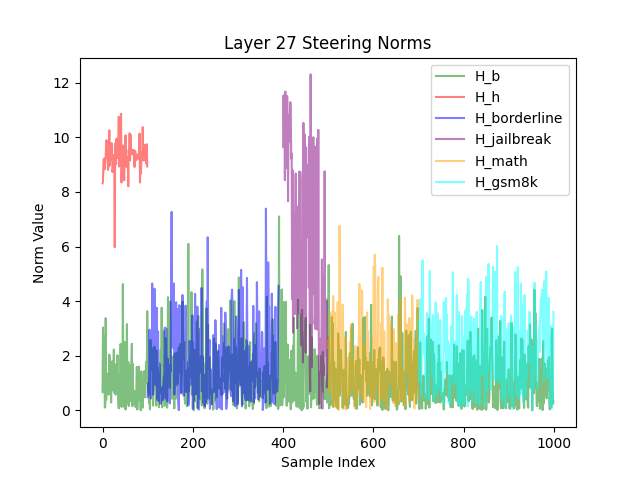 Layer 27 Steering Norms
H_b
H_h
H_borderline
H_jailbreak
H_math
H_gsm8k
Norm Value
12
10
8
6
4
2
0
0
200
400
600
800
1000
Sample Index